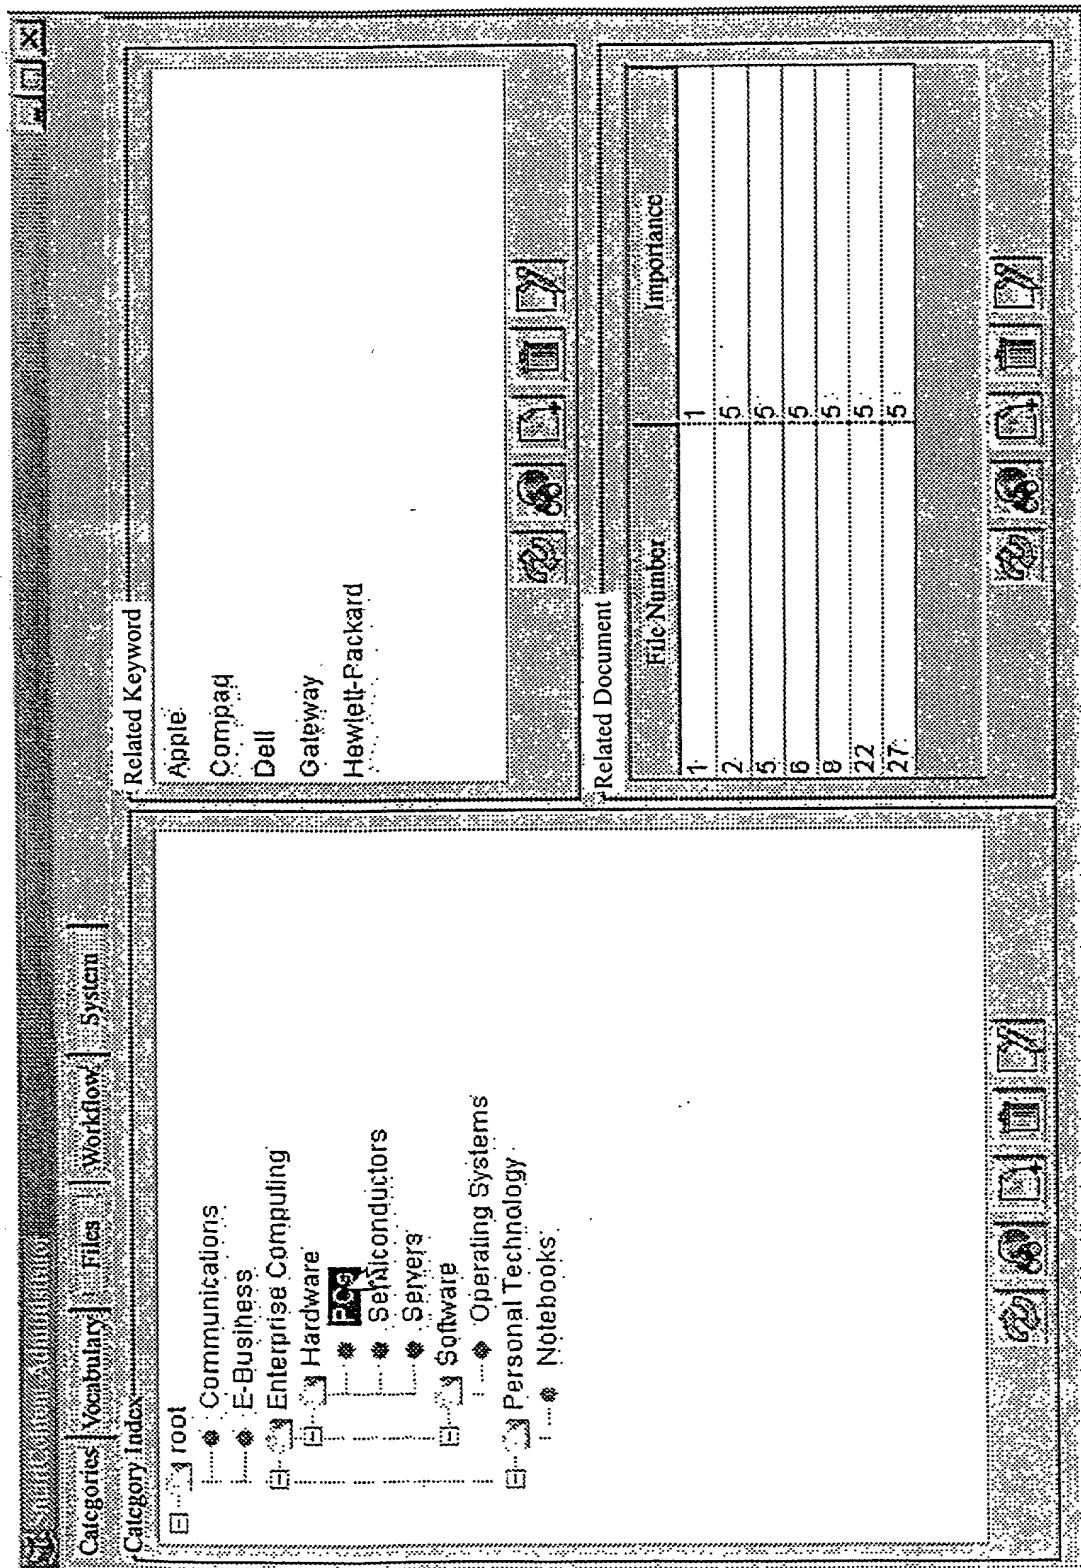 SmartContent Administrator
Categories Vocabulary Files Workflow System
Category Index
root
Communications
E-Business
Enterprise Computing
Hardware
PCs
Semiconductors
Servers
Software
Operating Systems
Personal Technology
Notebooks
Related Keyword
Apple
Compaq
Dell
Gateway
Hewlett-Packard
Related Document
File Number Importance
1 1
2 5
5 5
6 5
8 5
22 5
27 5